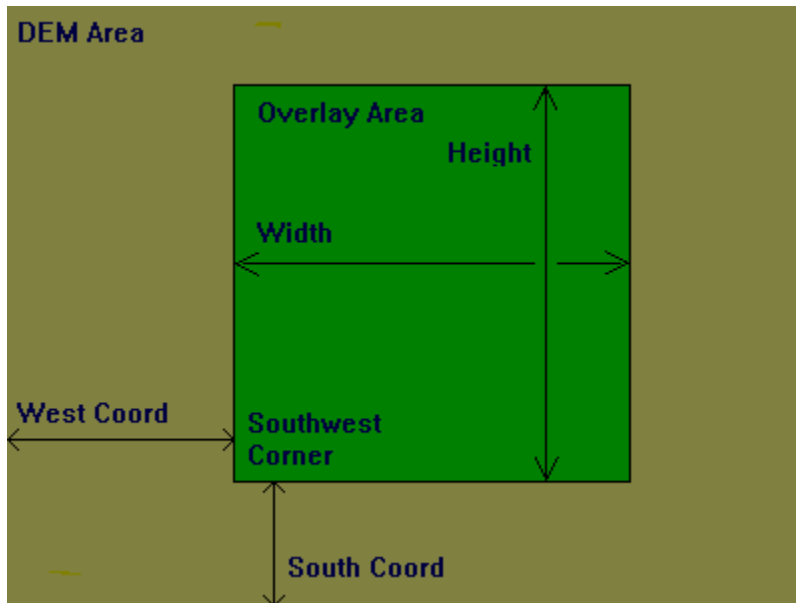 DEM Area
Overlay Area
Height
Width
West Coord
Southwest
Corner
South Coord